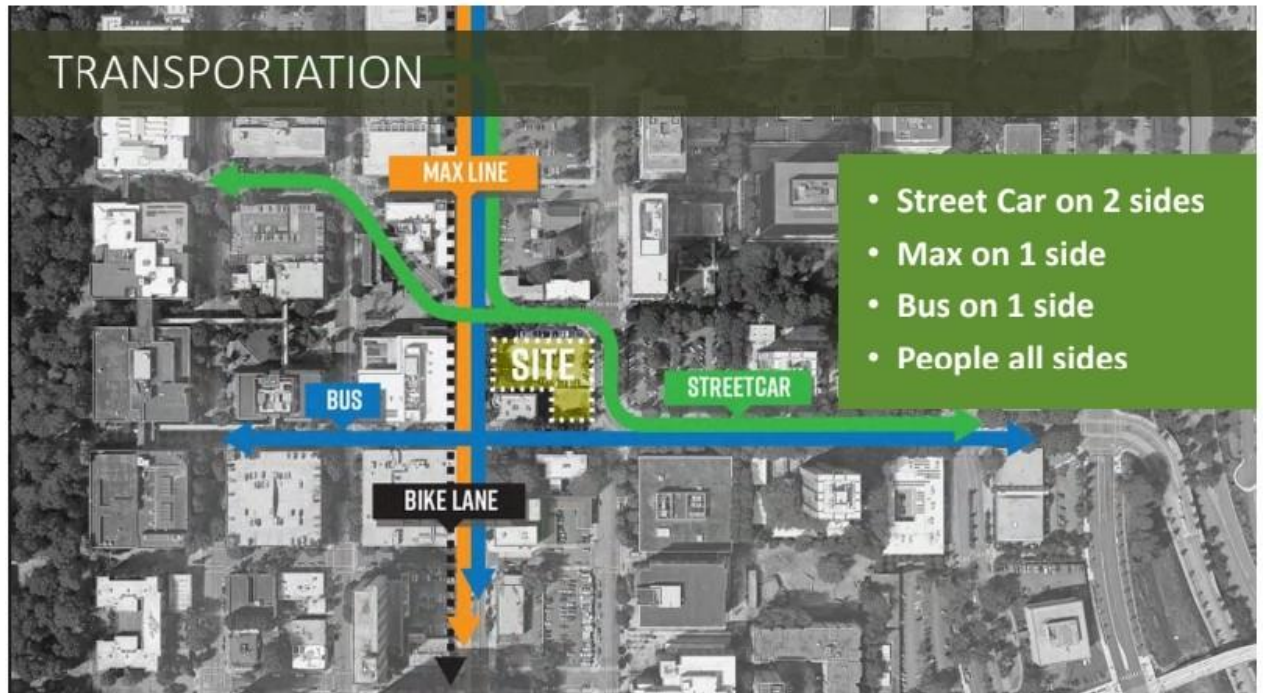 TRANSPORTATION
MAX LINE
• Street Car on 2 sides
• Max on 1 side
• Bus on 1 side
• People all sides
SITE
STREETCAR
BUS
BIKE LANE